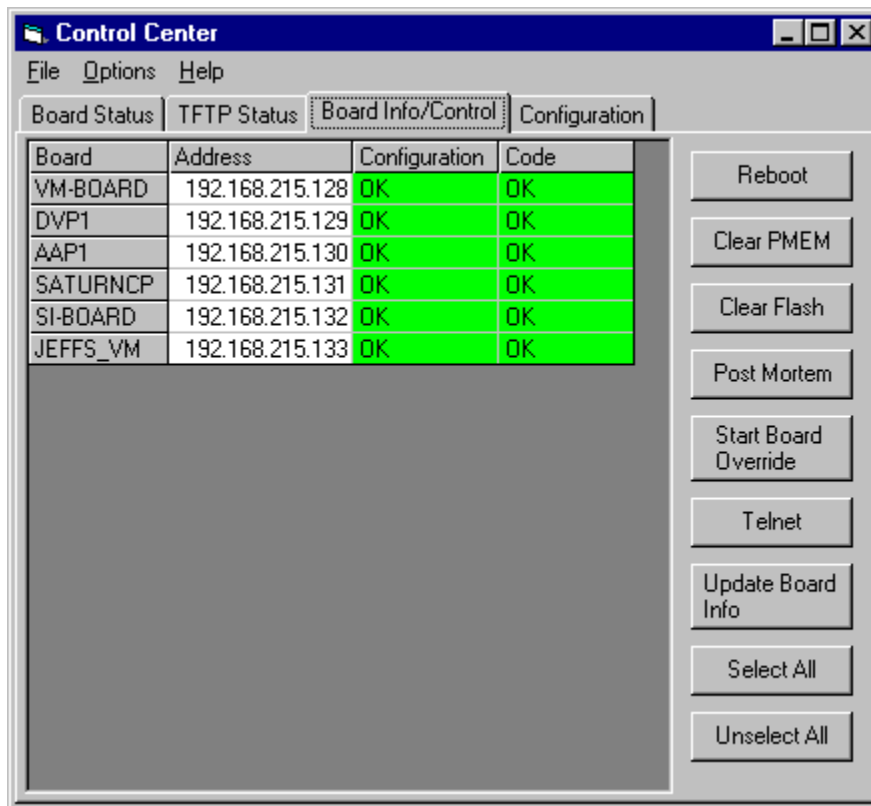 Control Center
File Options Help
Board Status TFTP Status Board Info/Control Configuration
Board Address Configuration Code
VM-BOARD 192.168.215.128 OK OK
DVP1 192.168.215.129 OK OK
AAP1 192.168.215.130 OK OK
SATURNCP 192.168.215.131 OK OK
SI-BOARD 192.168.215.132 OK OK
JEFFS_VM 192.168.215.133 OK OK
Reboot
Clear PMEM
Clear Flash
Post Mortem
Start Board
Override
Telnet
Update Board
Info
Select All
Unselect All